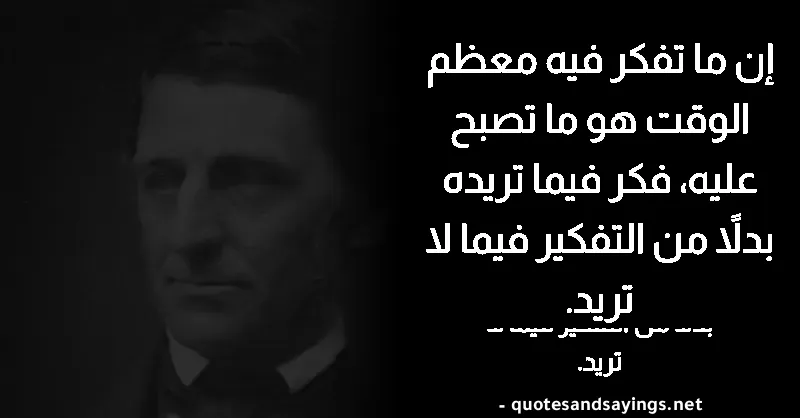 إن ما تفكر فيه معظم
الوقت هو ما تصبح
عليه، فكر فيما تريده
بدلًا من التفكير فيما لا
تريد.
تريد.
- quotesandsayings.net